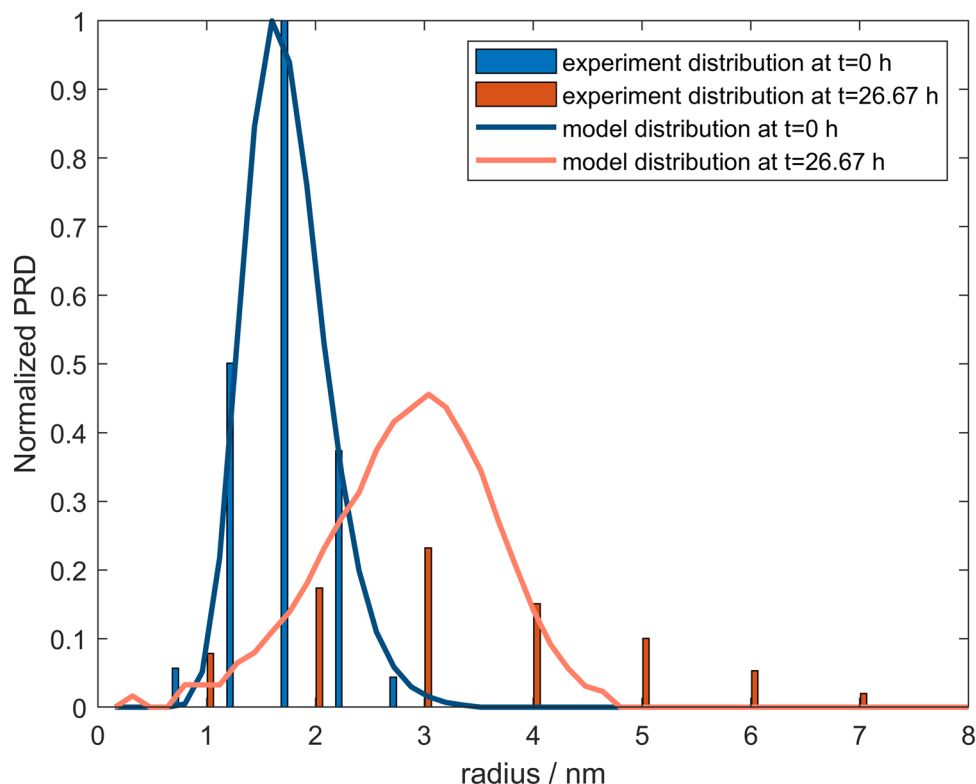 1
0.9
0.8
0.7
0.6
0.5
0.4
0.3
0.2
0.1
0
Normalized PRD
experiment distribution at t=0 h
experiment distribution at t=26.67 h
model distribution at t=0 h
model distribution at t=26.67 h
0 1 2 3 4 5 6 7 8
radius / nm